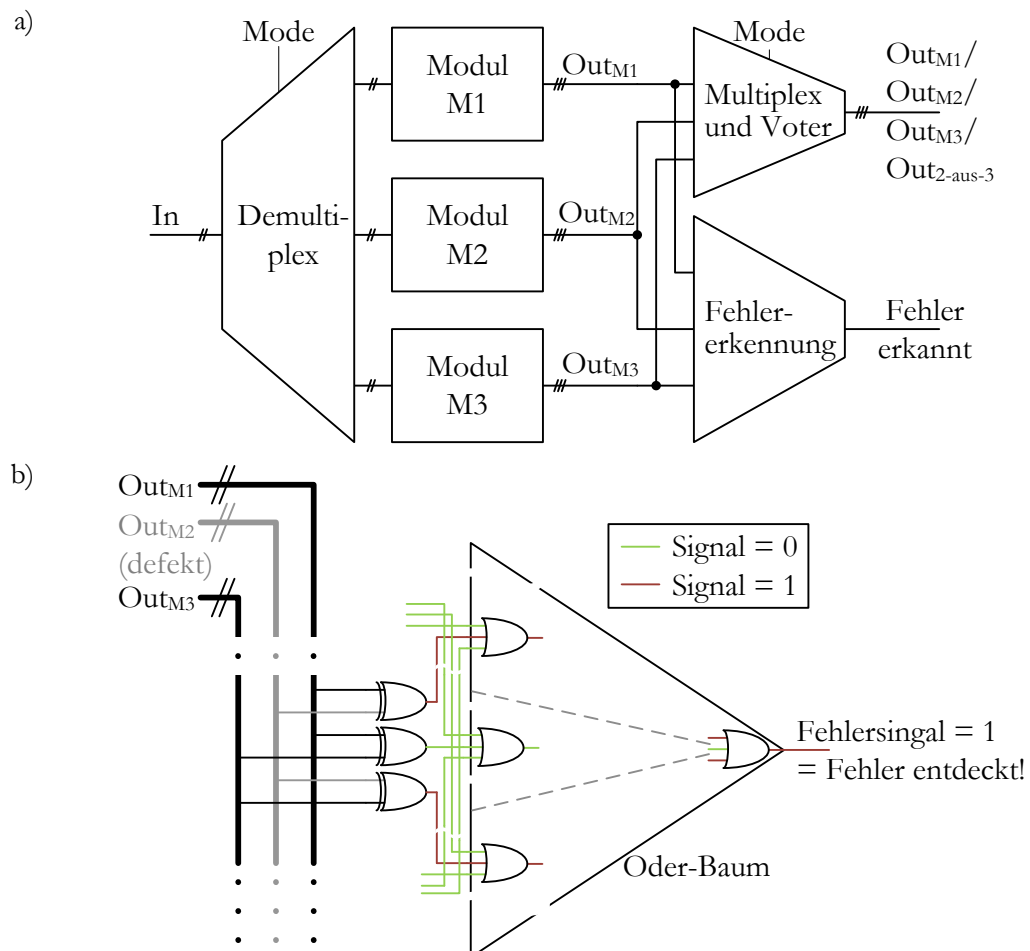 a)
Mode
Modul
M1
OutM1
Mode
Multiplex
und Voter
OutM1/
OutM2/
OutM3/
Out2-aus-3
In
Demulti-
plex
Modul
M2
OutM2
Fehler-
erkennung
Fehler
erkannt
Modul
M3
OutM3
b)
OutM1
OutM2
(defekt)
OutM3
Signal = 0
Signal = 1
Fehlersingal = 1
= Fehler entdeckt!
Oder-Baum